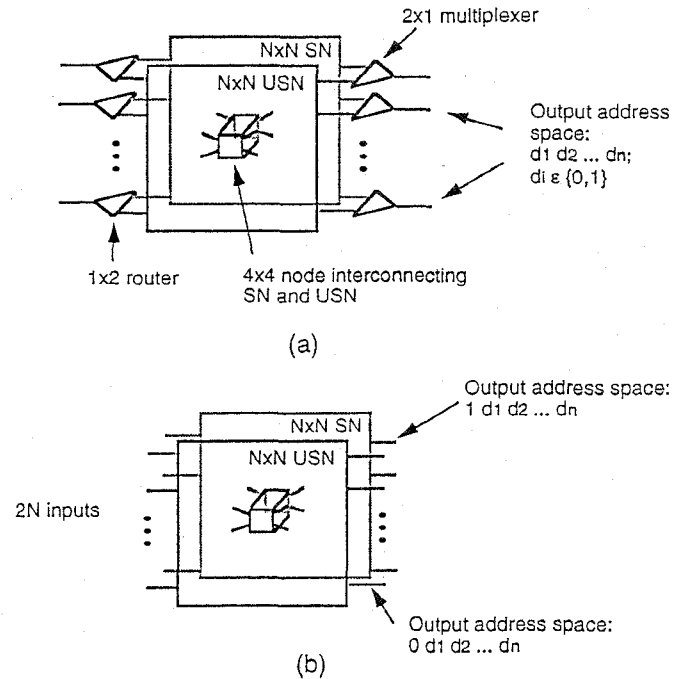 2x1 multiplexer
NxN SN
NxN USN
Output address
space:
d1 d2 ... dn;
di ε {0,1}
1x2 router
4x4 node interconnecting
SN and USN
(a)
Output address space:
1 d1 d2 ... dn
NxN SN
NxN USN
2N inputs
Output address space:
0 d1 d2 ... dn
(b)